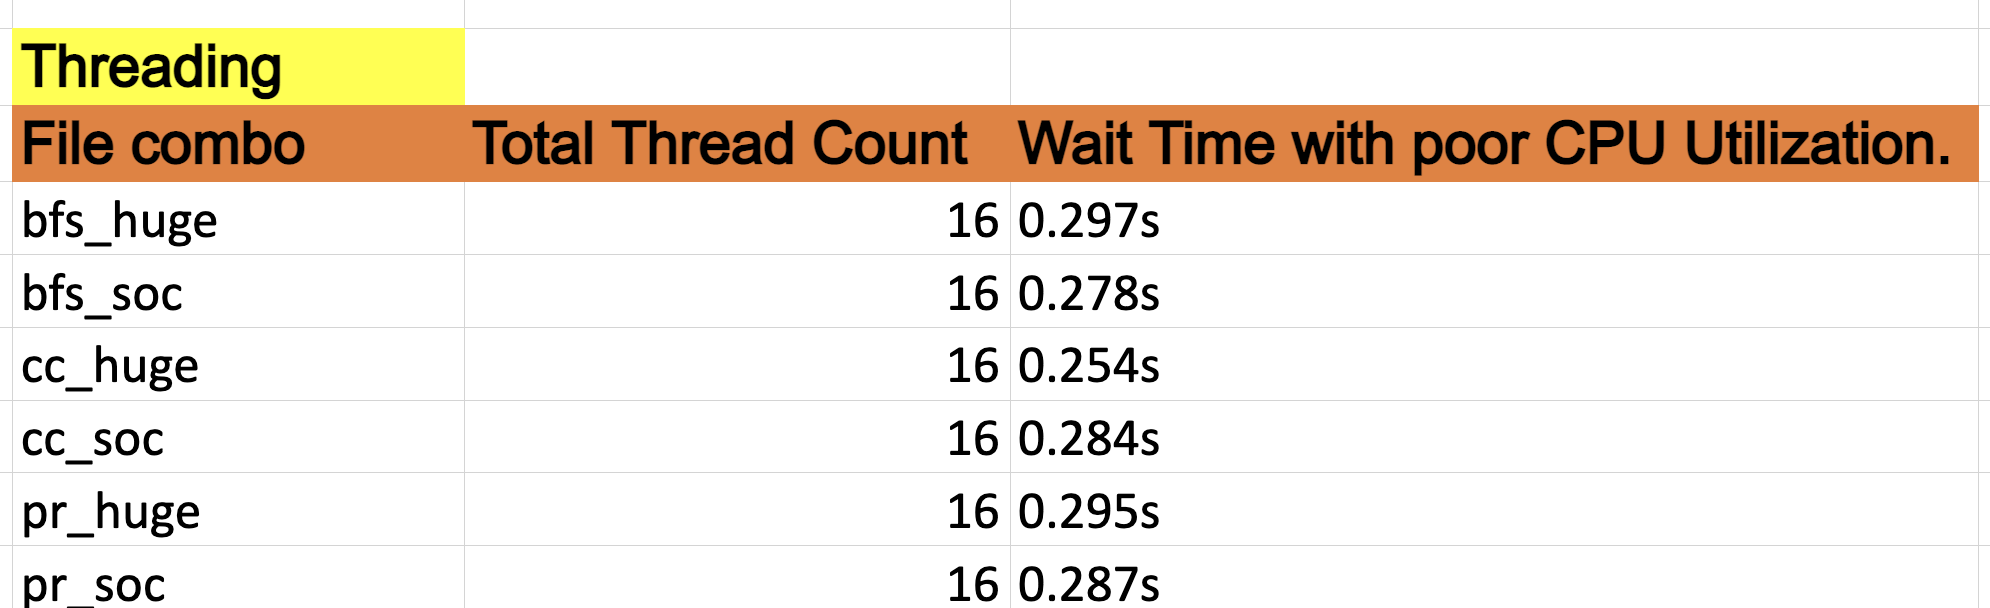 Threading
File combo Total Thread Count Wait Time with poor CPU Utilization.
bfs_huge 16 0.297s
bfs_soc 16 0.278s
cc_huge 16 0.254s
cc_soc 16 0.284s
pr_huge 16 0.295s
pr_soc 16 0.287s